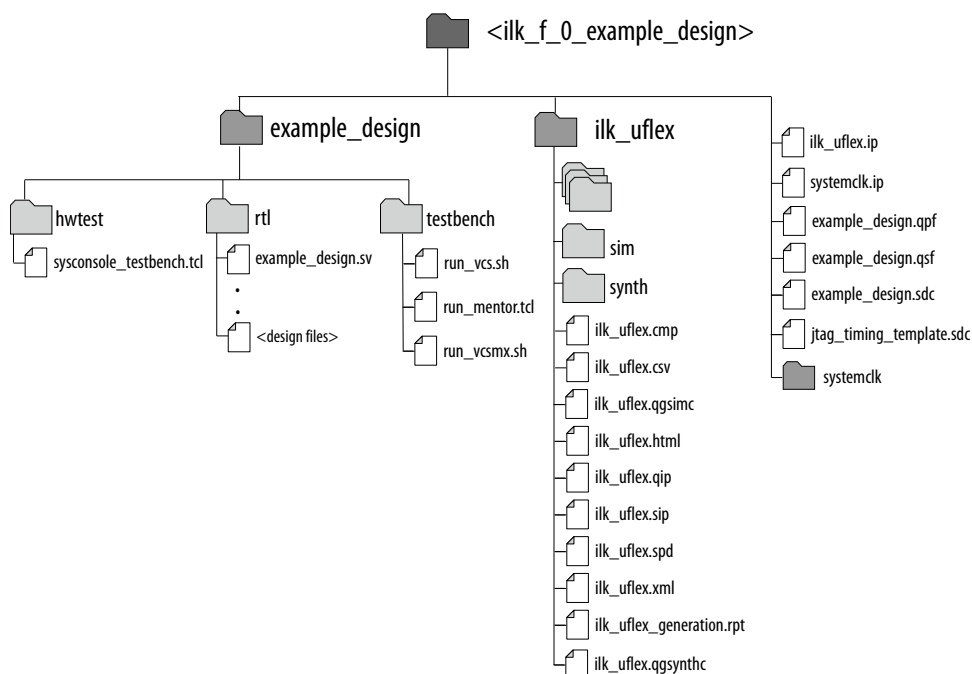 <ilk_f_0_example_design>
example_design
hwtest
sysconsole_testbench.tcl
rtl
example_design.sv
<design files>
testbench
run_vcs.sh
run_mentor.tcl
run_vcsmx.sh
ilk_uflex
sim
synth
ilk_uflex.cmp
ilk_uflex.csv
ilk_uflex.qgsimc
ilk_uflex.html
ilk_uflex.qip
ilk_uflex.sip
ilk_uflex.spd
ilk_uflex.xml
ilk_uflex_generation.rpt
ilk_uflex.qgsynthc
ilk_uflex.ip
systemclk.ip
example_design.qpf
example_design.qsf
example_design.sdc
jtag_timing_template.sdc
systemclk